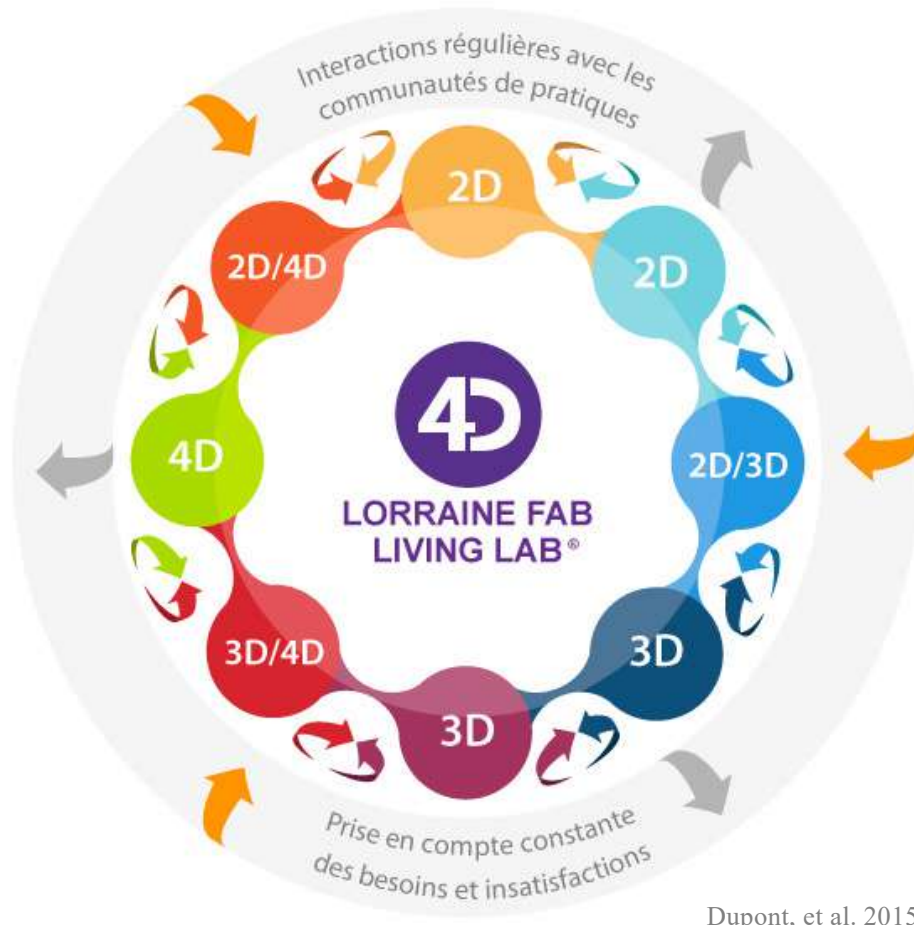 Interactions régulières avec les
communautés de pratiques
2D
2D
2D/3D
3D
3D
3D/4D
4D
2D/4D
4D
LORRAINE FAB
LIVING LAB®
Prise en compte constante
des besoins et insatisfactions
Dupont, et al. 2015